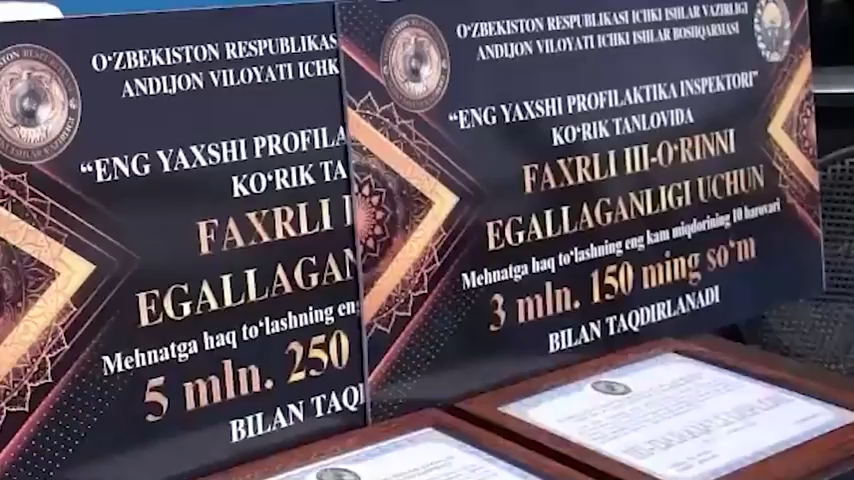 O‘ZBEKISTON RESPUBLIKAS
ANDIJON VILOYATI ICHK
“ENG YAXSHI PROFILA
KO‘RIK TA
FAXRLI I
EGALLAGAN
Mehnatga haq to‘lashning en
5 mln. 250
BILAN TAQ
O‘ZBEKISTON RESPUBLIKASI ICHKI ISHLAR VAZIRLIGI
ANDIJON VILOYATI ICHKI ISHLAR BOSHQARMASI
“ENG YAXSHI PROFILAKTIKA INSPEKTORI”
KO‘RIK TANLOVIDA
FAXRLI III-O‘RINNI
EGALLAGANLIGI UCHUN
Mehnatga haq to‘lashning eng kam miqdorining 10 baravari
3 mln. 150 ming so‘m
BILAN TAQDIRLANADI